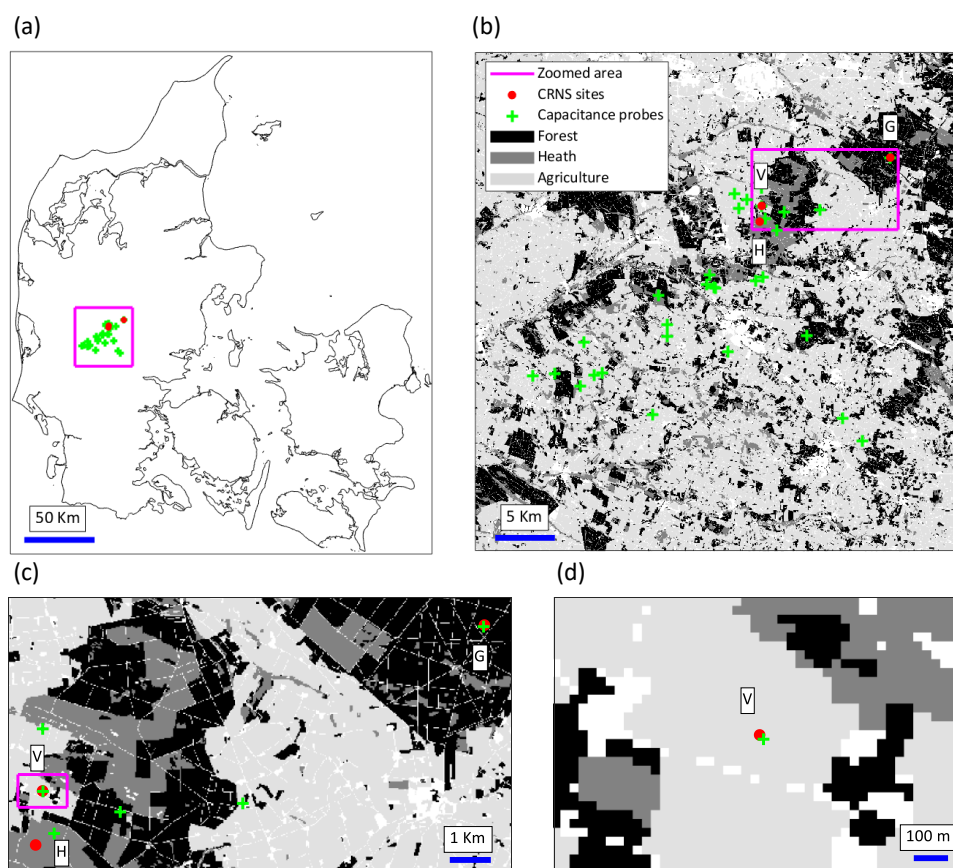 (a)
(b)
Zoomed area
CRNS sites
Capacitance probes
Forest
Heath
Agriculture
G
V
H
50 Km
5 Km
(c)
(d)
G
V
H
1 Km
V
100 m